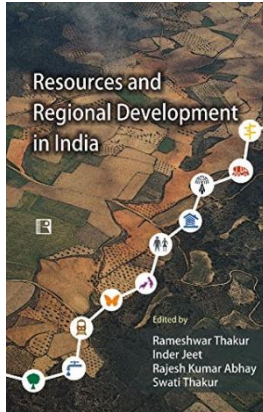 Resources and
Regional Development
in India
Edited by
Rameshwar Thakur
Inder Jeet
Rajesh Kumar Abhay
Swati Thakur